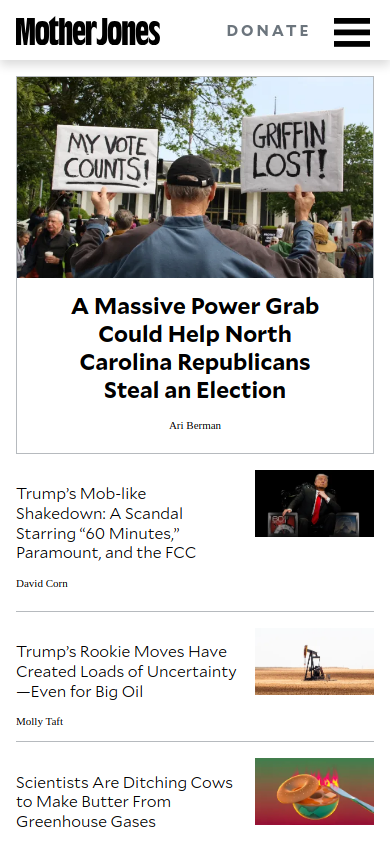 Mother Jones
DONATE
MY VOTE
COUNTS!
GRIFFIN
LOST!
A Massive Power Grab
Could Help North
Carolina Republicans
Steal an Election
Ari Berman
Trump’s Mob-like
Shakedown: A Scandal
Starring “60 Minutes,”
Paramount, and the FCC
David Corn
Trump’s Rookie Moves Have
Created Loads of Uncertainty
—Even for Big Oil
Molly Taft
Scientists Are Ditching Cows
to Make Butter From
Greenhouse Gases